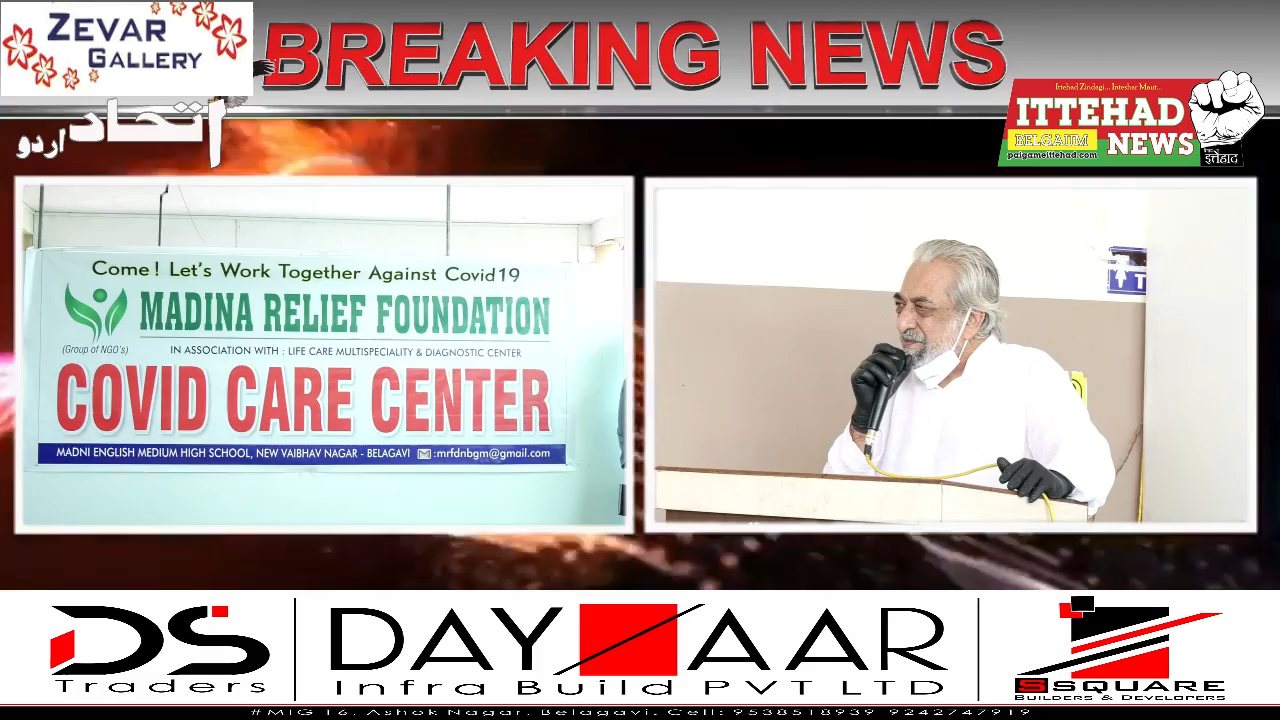 ZEVAR
GALLERY
BREAKING NEWS
اتحاد
اردو
Ittehad Zindagi... Inteshar Maut...
ITTEHAD
BELGAUM
NEWS
paigameittehad.com
इत्तेहाद
Come! Let's Work Together Against Covid19
MADINA RELIEF FOUNDATION
(Group of NGO's)
IN ASSOCIATION WITH : LIFE CARE MULTISPECIALITY & DIAGNOSTIC CENTER
COVID CARE CENTER
MADNI ENGLISH MEDIUM HIGH SCHOOL, NEW VAIBHAV NAGAR - BELAGAVI :mrfdnbgm@gmail.com
DS
Traders
DAYAAR
Infra Build PVT LTD
SSQUARE
BUILDERS & DEVELOPERS
#MIG 16, Ashok Nagar, Belagavi, Cell: 9538518939 9242747919